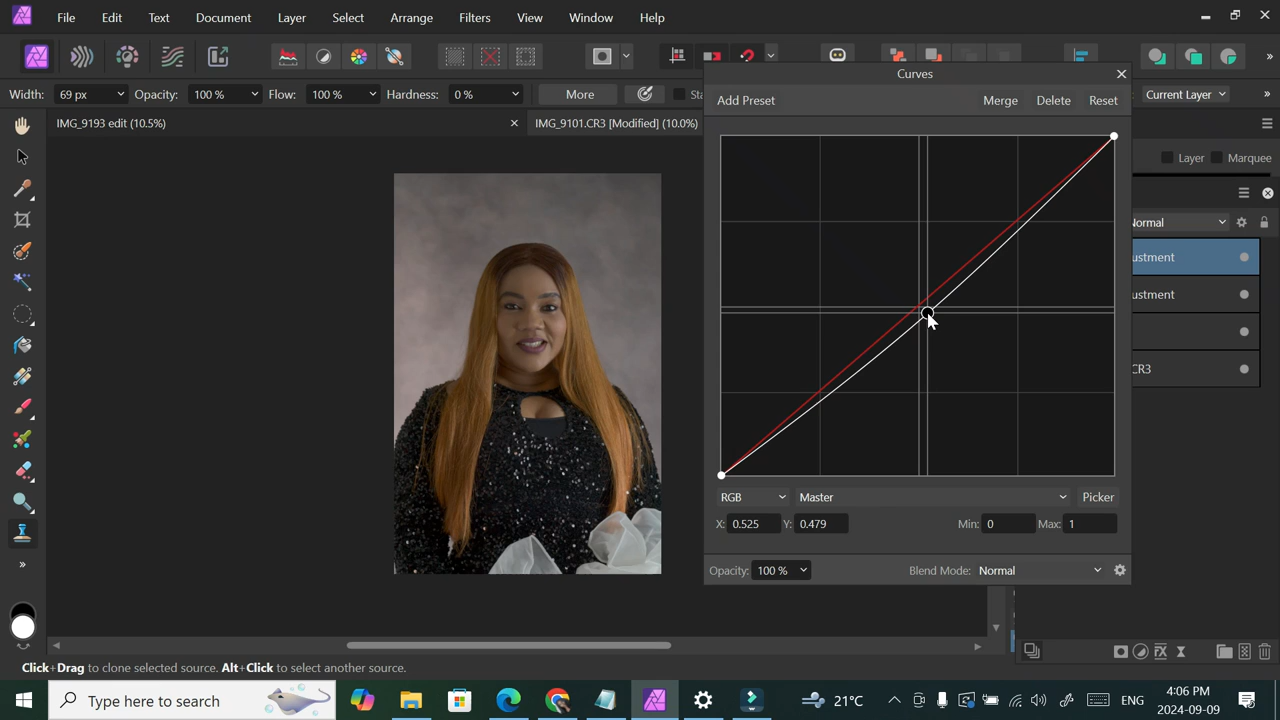 File Edit Text Document Layer Select Arrange Filters View Window Help
Width: 69 px Opacity: 100 % Flow: 100 % Hardness: 0 % More Sta Current Layer
IMG_9193 edit (10.5%) IMG_9101.CR3 [Modified] (10.0%)
Curves
Add Preset Merge Delete Reset
Layer Marquee
ormal
ustment
ustment
CR3
RGB Master Picker
X: 0.525 Y: 0.479 Min: 0 Max: 1
Opacity: 100 % Blend Mode: Normal
Click+Drag to clone selected source. Alt+Click to select another source.
Type here to search 21°C ENG 4:06 PM
2024-09-09